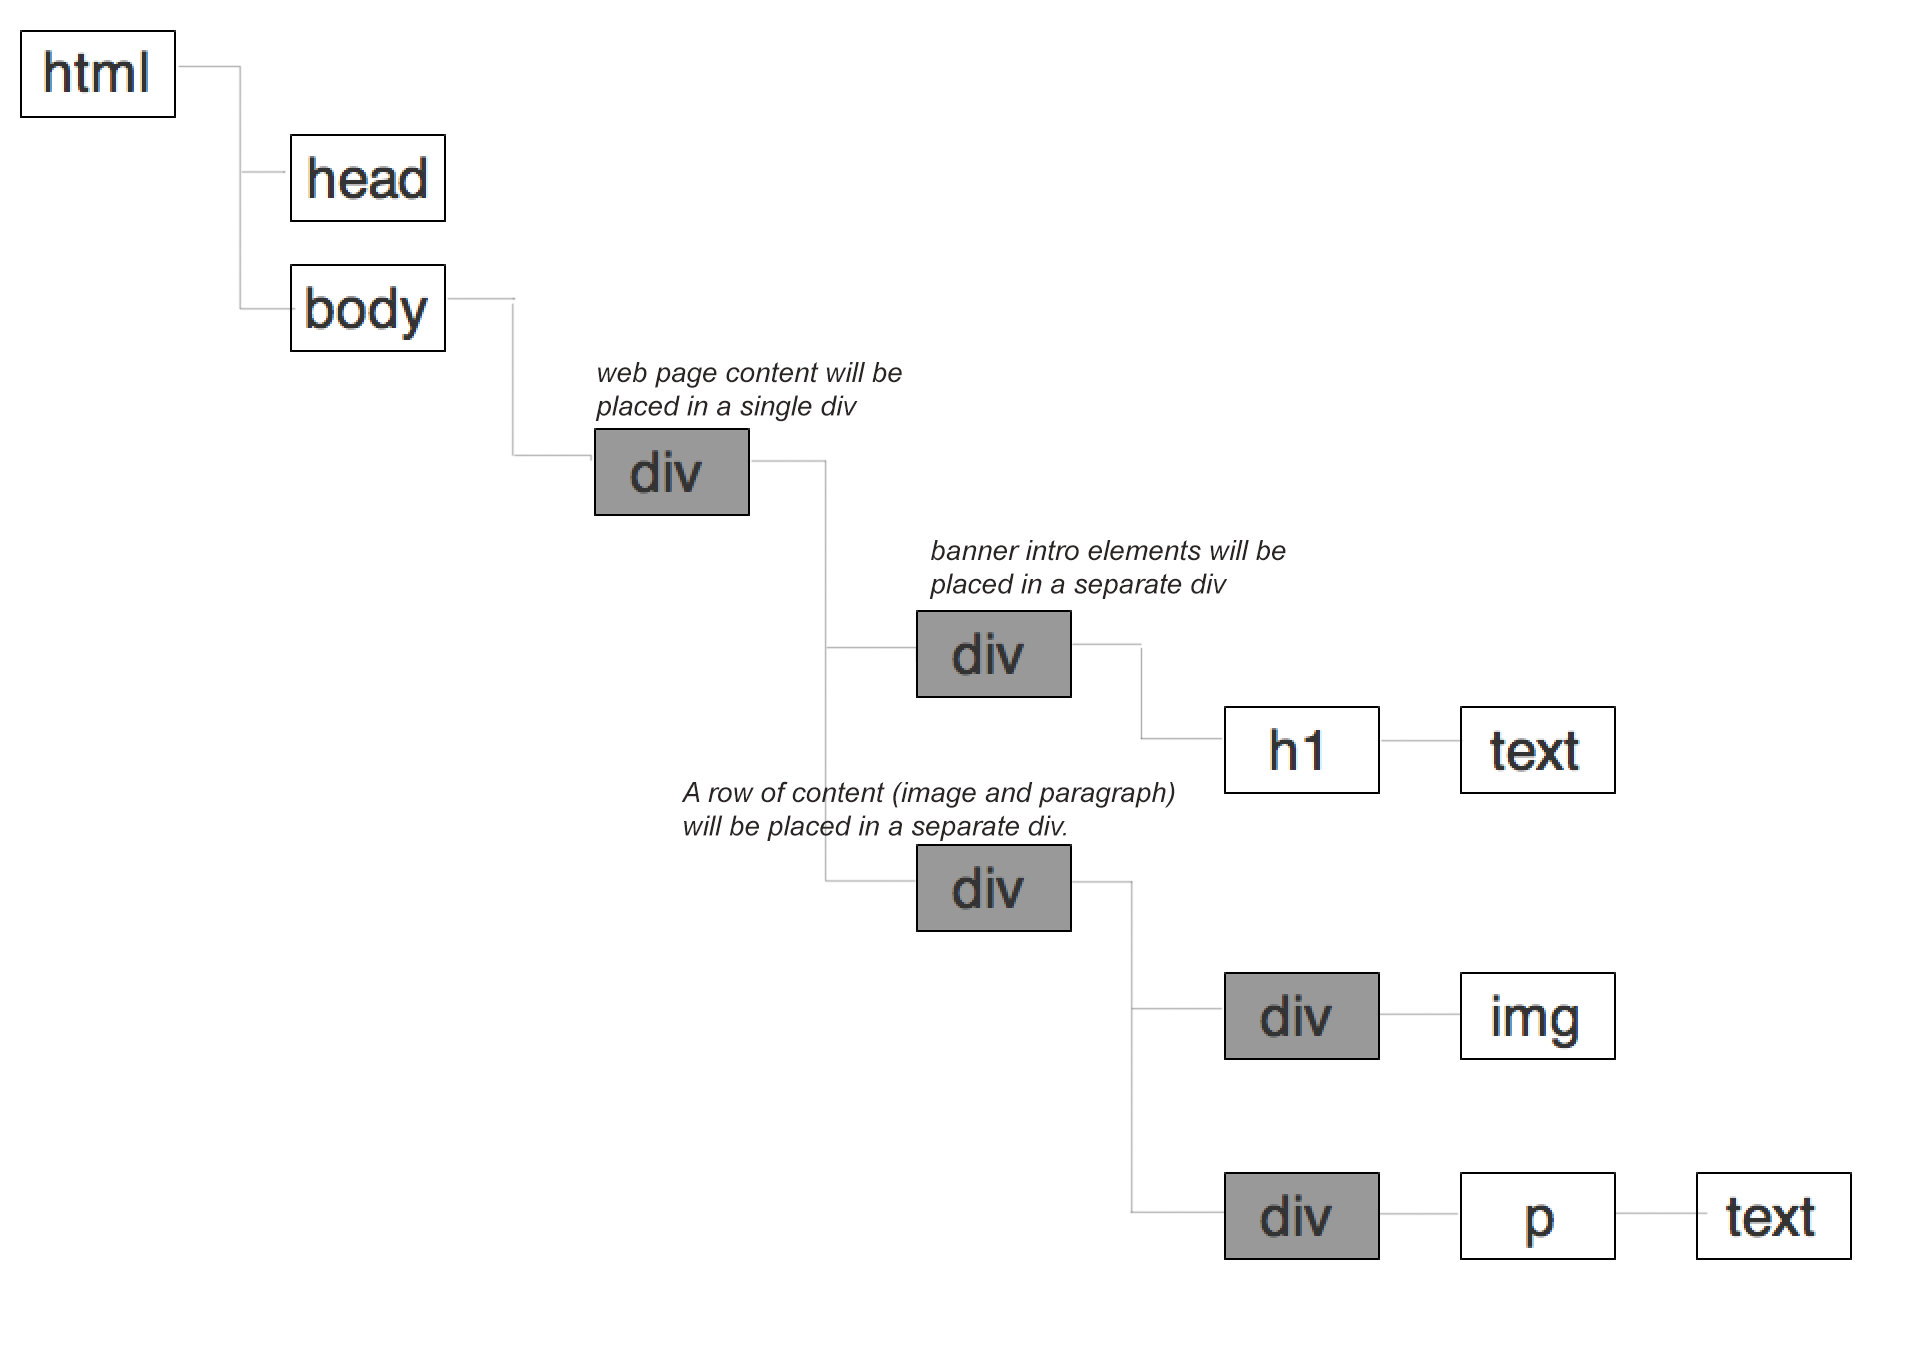 html
head
body
web page content will be
placed in a single div
div
banner intro elements will be
placed in a separate div
div
h1
text
A row of content (image and paragraph)
will be placed in a separate div.
div
div
img
div
p
text